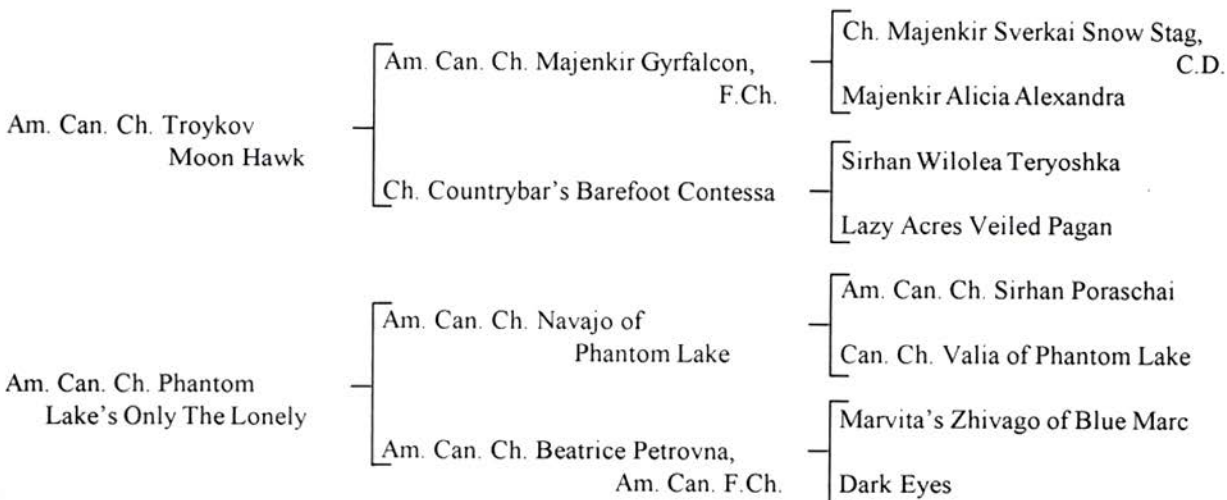 Am. Can. Ch. Troykov
Moon Hawk
Am. Can. Ch. Majenkir Gyrfalcon,
F.Ch.
Ch. Countrybar's Barefoot Contessa
Ch. Majenkir Sverkai Snow Stag,
C.D.
Majenkir Alicia Alexandra
Sirhan Wilolea Teryoshka
Lazy Acres Veiled Pagan
Am. Can. Ch. Phantom
Lake's Only The Lonely
Am. Can. Ch. Navajo of
Phantom Lake
Am. Can. Ch. Beatrice Petrovna,
Am. Can. F.Ch.
Am. Can. Ch. Sirhan Poraschai
Can. Ch. Valia of Phantom Lake
Marvita's Zhivago of Blue Marc
Dark Eyes